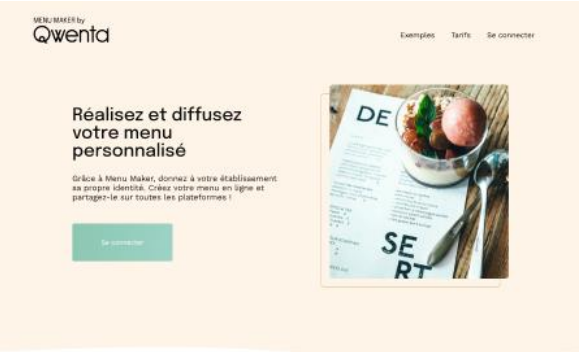 MENU MAKER by
Qwenta
Exemples Tarifs Se connecter
Réalisez et diffusez
votre menu
personnalisé
Grâce à Menu Maker, donnez à votre établissement
sa propre identité. Créez votre menu en ligne et
partagez-le sur toutes les plateformes !
Se connecter
DE
SE
RT